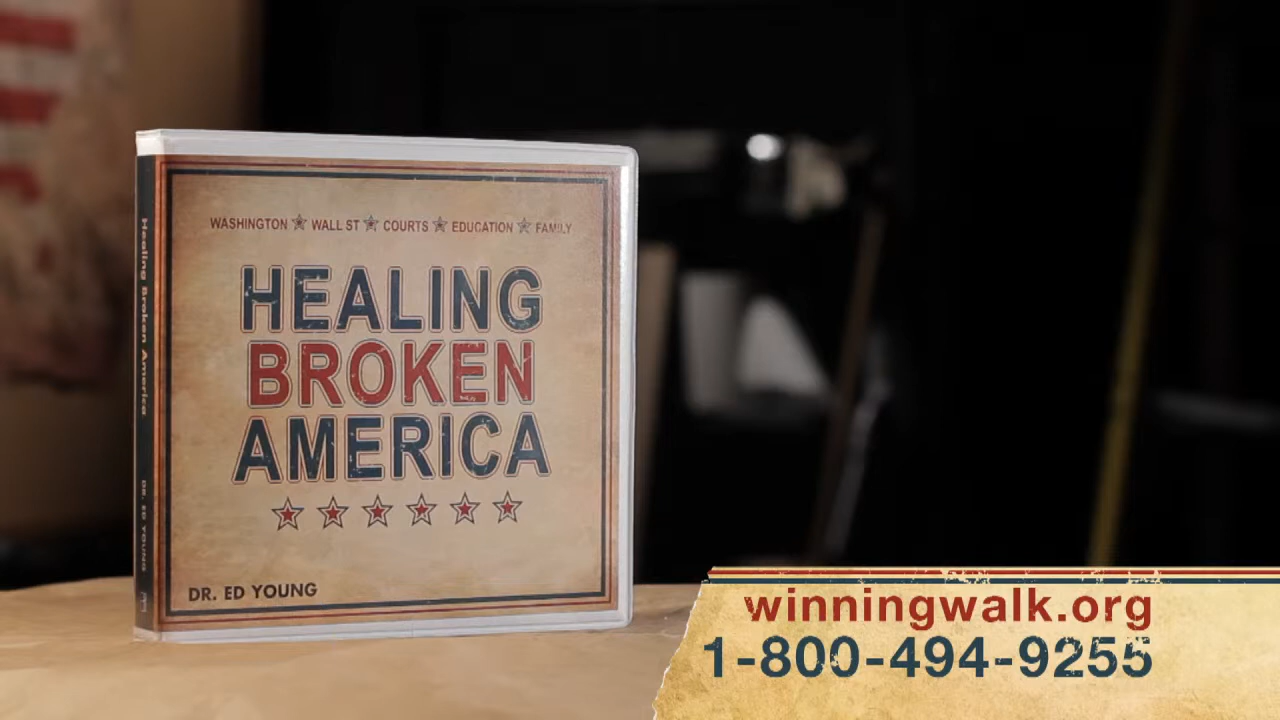 WASHINGTON ★ WALL ST ★ COURTS ★ EDUCATION ★ FAMILY
HEALING
BROKEN
AMERICA
DR. ED YOUNG
Healing Broken America
DR. ED YOUNG
winningwalk.org
1-800-494-9255